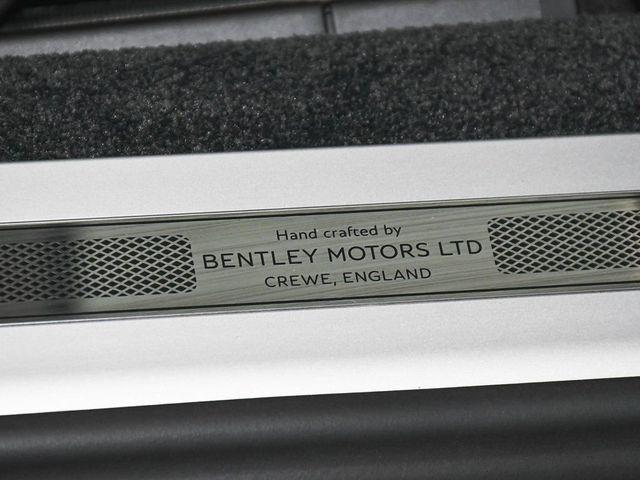 Hand crafted by
BENTLEY MOTORS LTD
CREWE, ENGLAND